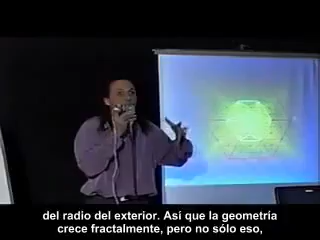 del radio del exterior. Así que la geometría
crece fractalmente, pero no sólo eso,